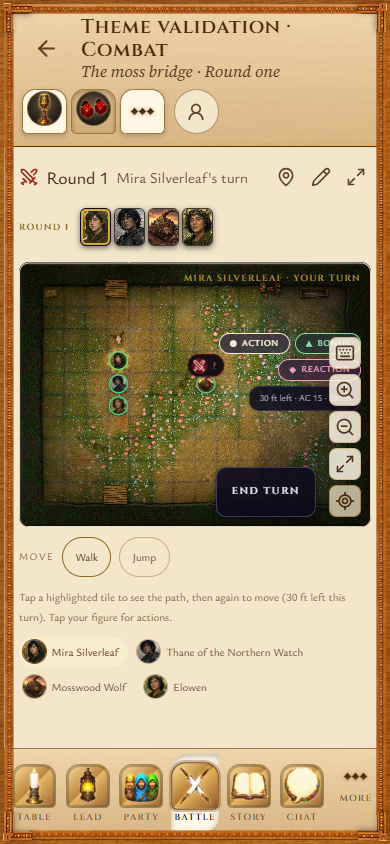 Theme validation ·
Combat
The moss bridge · Round one
Round 1 Mira Silverleaf's turn
ROUND 1
MIRA SILVERLEAF · YOUR TURN
ACTION
REACTION
30 ft left · AC 15 ·
END TURN
MOVE Walk Jump
Tap a highlighted tile to see the path, then again to move (30 ft left this
turn). Tap your figure for actions.
Mira Silverleaf Thane of the Northern Watch
Mosswood Wolf Elowen
TABLE LEAD PARTY BATTLE STORY CHAT MORE